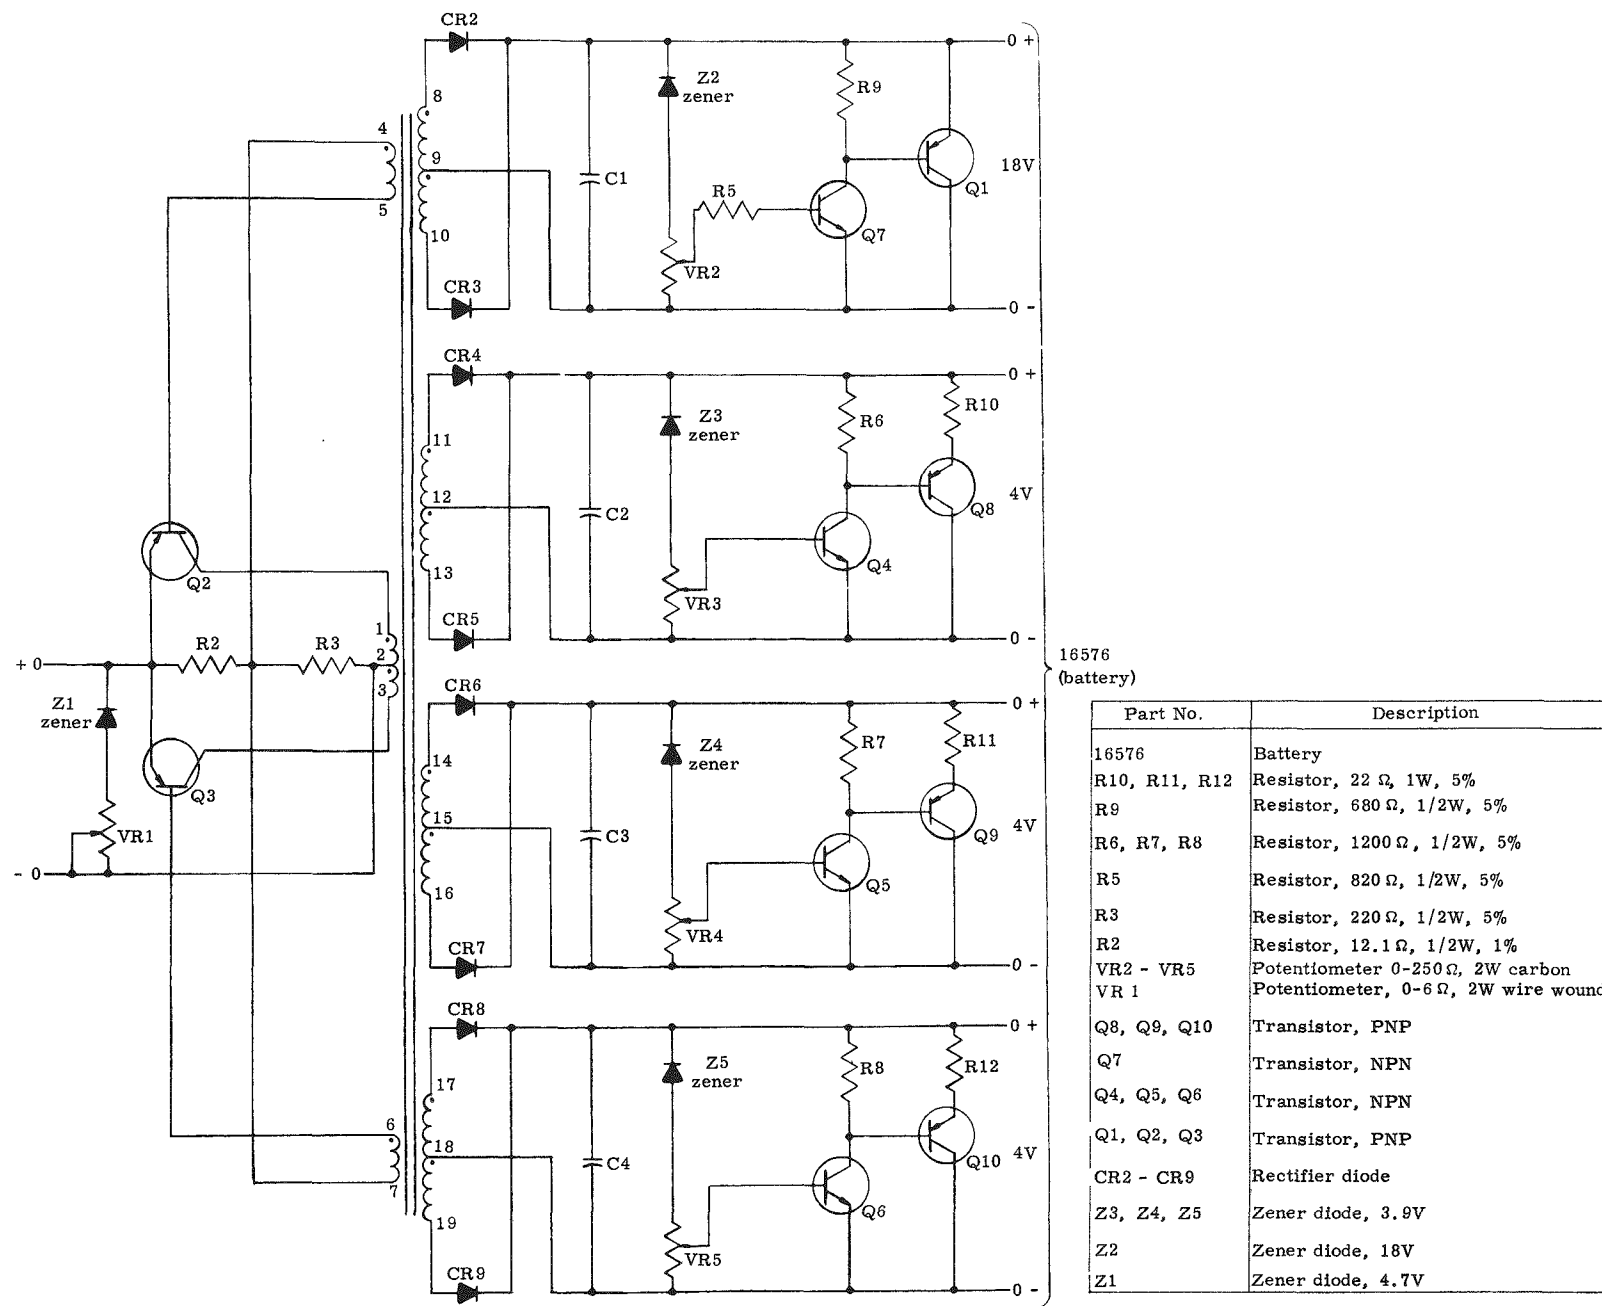 CR2
0 +
8
Z2
zener
R9
4
9
18V
C1
R5
Q1
5
10
Q7
VR2
CR3
0 -
CR4
0 +
R10
Z3
zener
R6
11
12
4V
C2
Q8
13
Q4
Q2
VR3
CR5
1
0 -
R2
R3
2
+ 0
16576
(battery)
3
CR6
0 +
Z1
zener
R7
R11
Z4
zener
14
Q3
15
4V
VR1
C3
Q9
- 0
Q5
16
VR4
CR7
0 -
CR8
0 +
Z5
zener
R8
R12
17
6
18
4V
C4
Q10
7
19
Q6
VR5
CR9
0 -
Part No. Description
16576 Battery
R10, R11, R12 Resistor, 22 Ω, 1W, 5%
R9 Resistor, 680 Ω, 1/2W, 5%
R6, R7, R8 Resistor, 1200 Ω, 1/2W, 5%
R5 Resistor, 820 Ω, 1/2W, 5%
R3 Resistor, 220 Ω, 1/2W, 5%
R2 Resistor, 12.1 Ω, 1/2W, 1%
VR2 - VR5 Potentiometer 0-250 Ω, 2W carbon
VR 1 Potentiometer, 0-6 Ω, 2W wire wound
Q8, Q9, Q10 Transistor, PNP
Q7 Transistor, NPN
Q4, Q5, Q6 Transistor, NPN
Q1, Q2, Q3 Transistor, PNP
CR2 - CR9 Rectifier diode
Z3, Z4, Z5 Zener diode, 3.9V
Z2 Zener diode, 18V
Z1 Zener diode, 4.7V